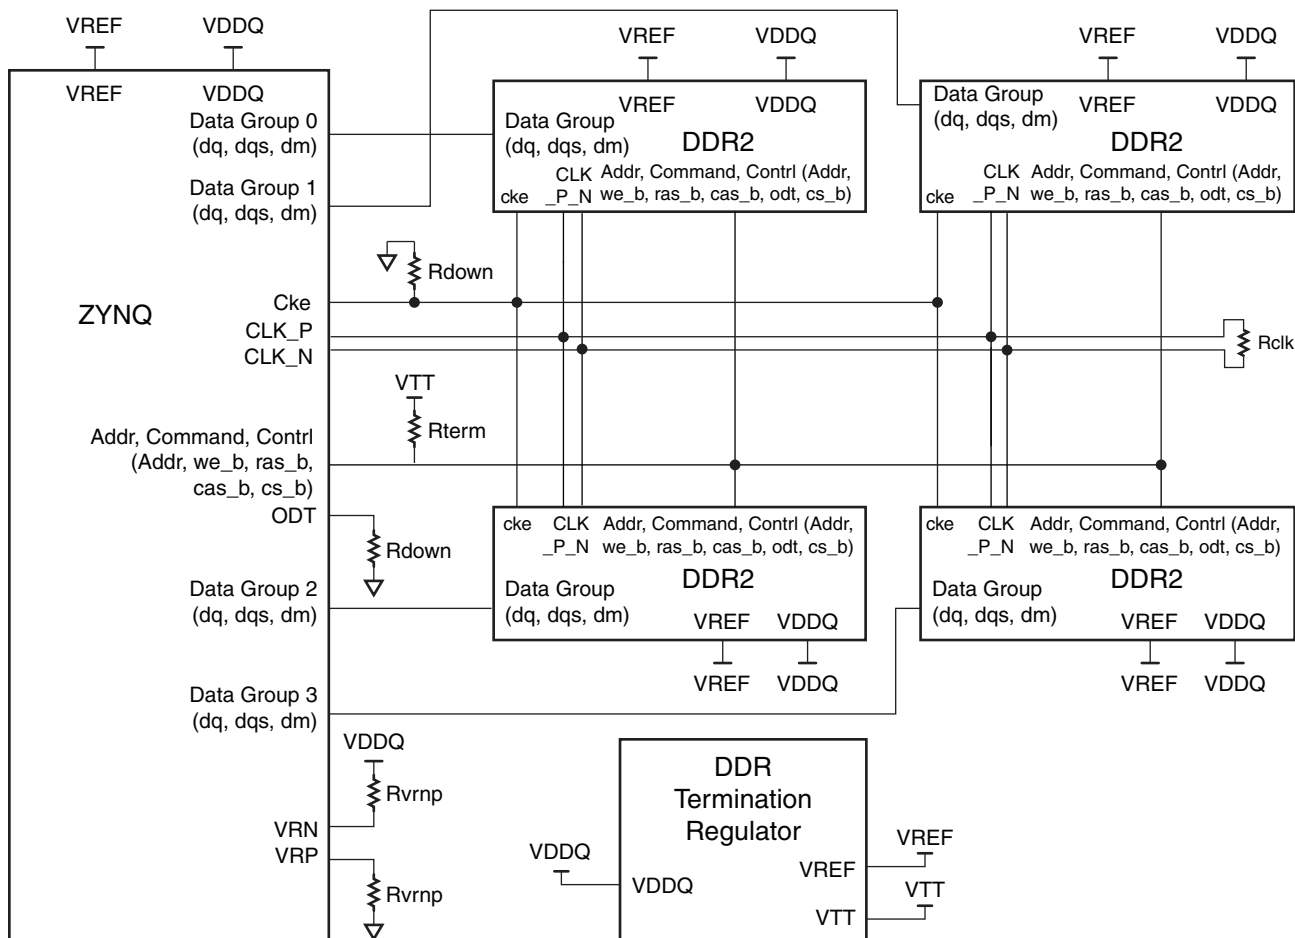 VREF
VDDQ
VREF
VDDQ
VREF
VDDQ
VREF
VDDQ
Data Group 0
(dq, dqs, dm)
Data Group 1
(dq, dqs, dm)
VREF
VDDQ
Data Group
(dq, dqs, dm)
DDR2
cke
CLK
_P_N
Addr, Command, Contrl (Addr,
we_b, ras_b, cas_b, odt, cs_b)
VREF
VDDQ
Data Group
(dq, dqs, dm)
DDR2
cke
CLK
_P_N
Addr, Command, Contrl (Addr,
we_b, ras_b, cas_b, odt, cs_b)
Rdown
ZYNQ
Cke
CLK_P
CLK_N
Rclk
VTT
Rterm
Addr, Command, Contrl
(Addr, we_b, ras_b,
cas_b, cs_b)
ODT
Rdown
cke
CLK
_P_N
Addr, Command, Contrl (Addr,
we_b, ras_b, cas_b, odt, cs_b)
DDR2
Data Group
(dq, dqs, dm)
VREF
VDDQ
VREF
VDDQ
cke
CLK
_P_N
Addr, Command, Contrl (Addr,
we_b, ras_b, cas_b, odt, cs_b)
DDR2
Data Group
(dq, dqs, dm)
VREF
VDDQ
VREF
VDDQ
Data Group 2
(dq, dqs, dm)
Data Group 3
(dq, dqs, dm)
VDDQ
Rvrnp
VRN
VRP
Rvrnp
DDR
Termination
Regulator
VDDQ
VDDQ
VREF
VREF
VTT
VTT